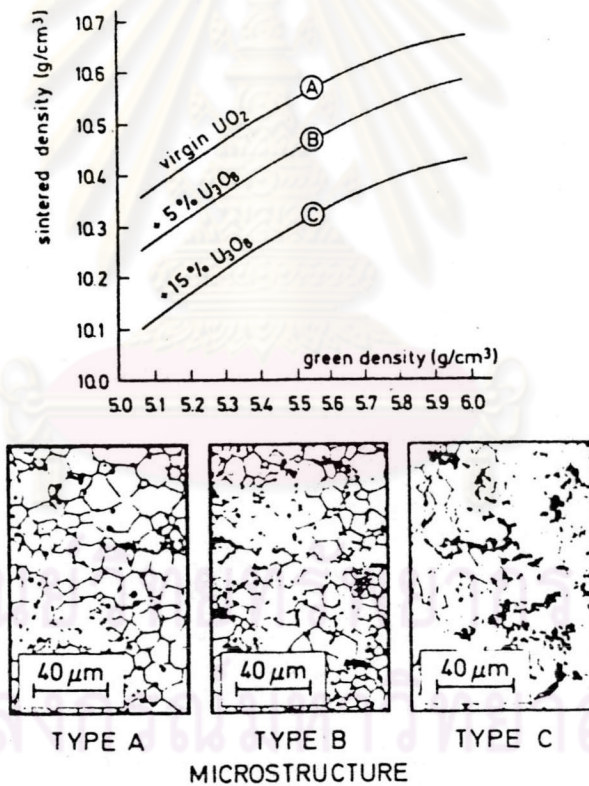 10.7
10.6
10.5
10.4
10.3
10.2
10.1
10.0
sintered density (g/cm³)
A
virgin UO₂
B
+ 5% U₃O₈
C
+ 15% U₃O₈
green density (g/cm³)
5.0 5.1 5.2 5.3 5.4 5.5 5.6 5.7 5.8 5.9 6.0
40 µm 40 µm 40 µm
TYPE A TYPE B TYPE C
MICROSTRUCTURE